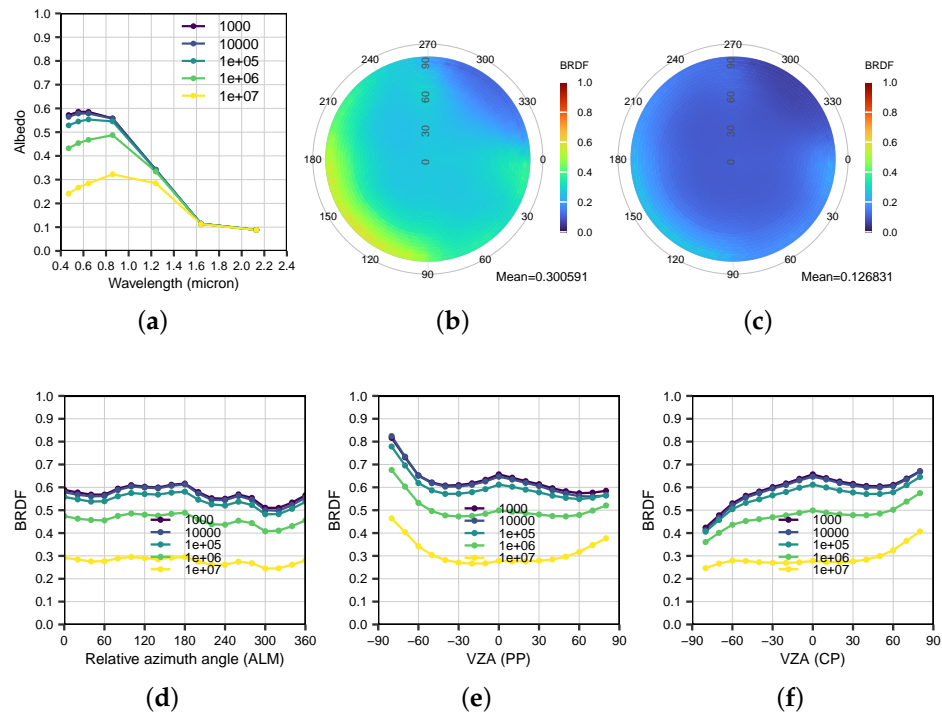 1.0
0.9
0.8
0.7
0.6
0.5
0.4
0.3
0.2
0.1
0.0
Albedo
0.4 0.6 0.8 1.0 1.2 1.4 1.6 1.8 2.0 2.2 2.4
Wavelength (micron)
1000
10000
1e+05
1e+06
1e+07
(a)
270
240 300
210 330
180 0
150 30
120 60
90
90
60
30
0
BRDF
1.0
0.8
0.6
0.4
0.2
0.0
Mean=0.300591
(b)
270
240 300
210 330
180 0
150 30
120 60
90
90
60
30
0
BRDF
1.0
0.8
0.6
0.4
0.2
0.0
Mean=0.126831
(c)
1.0
0.9
0.8
0.7
0.6
0.5
0.4
0.3
0.2
0.1
0.0
BRDF
1000
10000
1e+05
1e+06
1e+07
0 60 120 180 240 300 360
Relative azimuth angle (ALM)
(d)
1.0
0.9
0.8
0.7
0.6
0.5
0.4
0.3
0.2
0.1
0.0
BRDF
1000
10000
1e+05
1e+06
1e+07
−90 −60 −30 0 30 60 90
VZA (PP)
(e)
1.0
0.9
0.8
0.7
0.6
0.5
0.4
0.3
0.2
0.1
0.0
BRDF
1000
10000
1e+05
1e+06
1e+07
−90 −60 −30 0 30 60 90
VZA (CP)
(f)